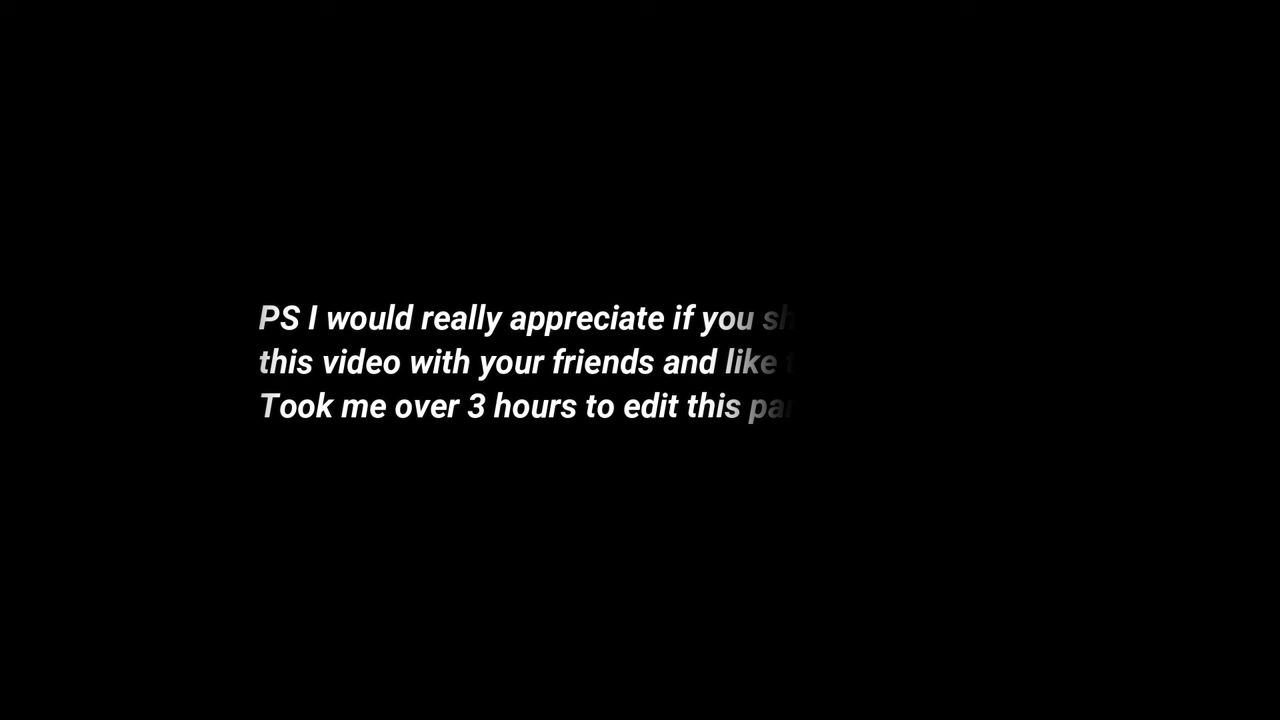 PS I would really appreciate if you
this video with your friends and like
Took me over 3 hours to edit this